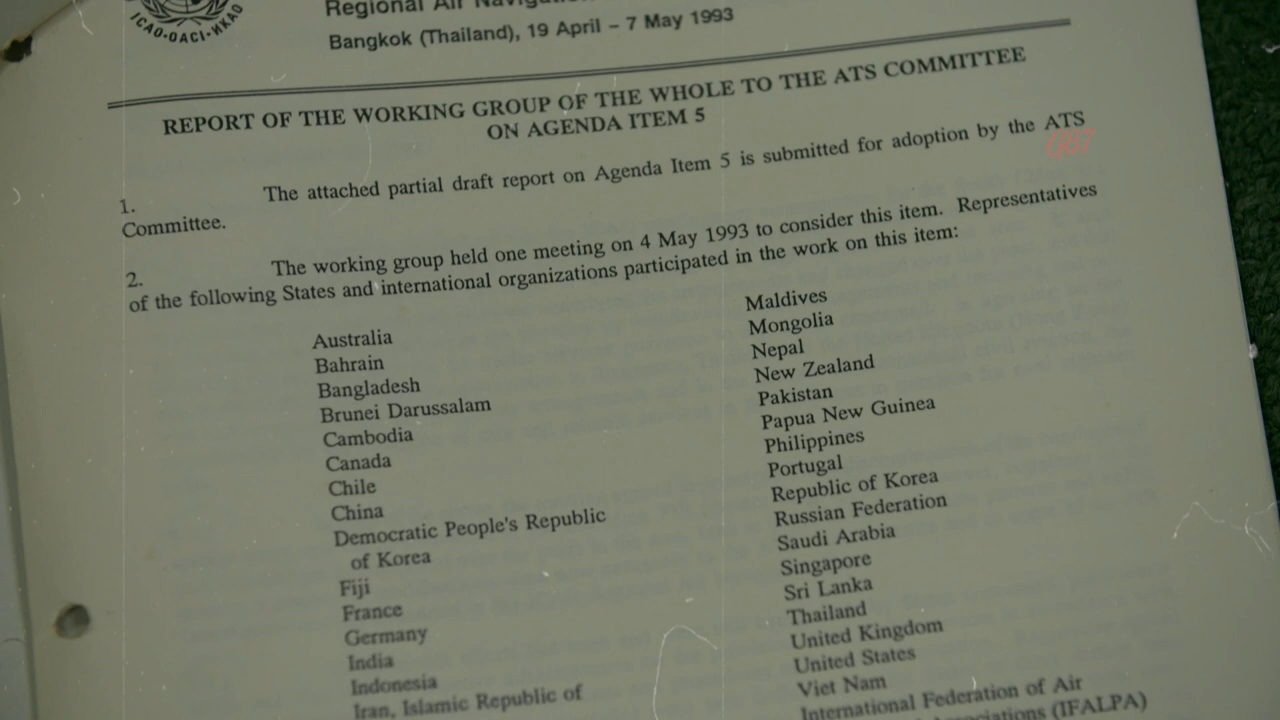 ICAO·OACI·ИКАО
Regional Air
Bangkok (Thailand), 19 April – 7 May 1993
REPORT OF THE WORKING GROUP OF THE WHOLE TO THE ATS COMMITTEE
ON AGENDA ITEM 5
1. The attached partial draft report on Agenda Item 5 is submitted for adoption by the ATS
Committee.
Q87
2. The working group held one meeting on 4 May 1993 to consider this item. Representatives
of the following States and international organizations participated in the work on this item:
Australia
Bahrain
Bangladesh
Brunei Darussalam
Cambodia
Canada
Chile
China
Democratic People's Republic
of Korea
Fiji
France
Germany
India
Indonesia
Iran, Islamic Republic of
Maldives
Mongolia
Nepal
New Zealand
Pakistan
Papua New Guinea
Philippines
Portugal
Republic of Korea
Russian Federation
Saudi Arabia
Singapore
Sri Lanka
Thailand
United Kingdom
United States
Viet Nam
International Federation of Air
(IFALPA)